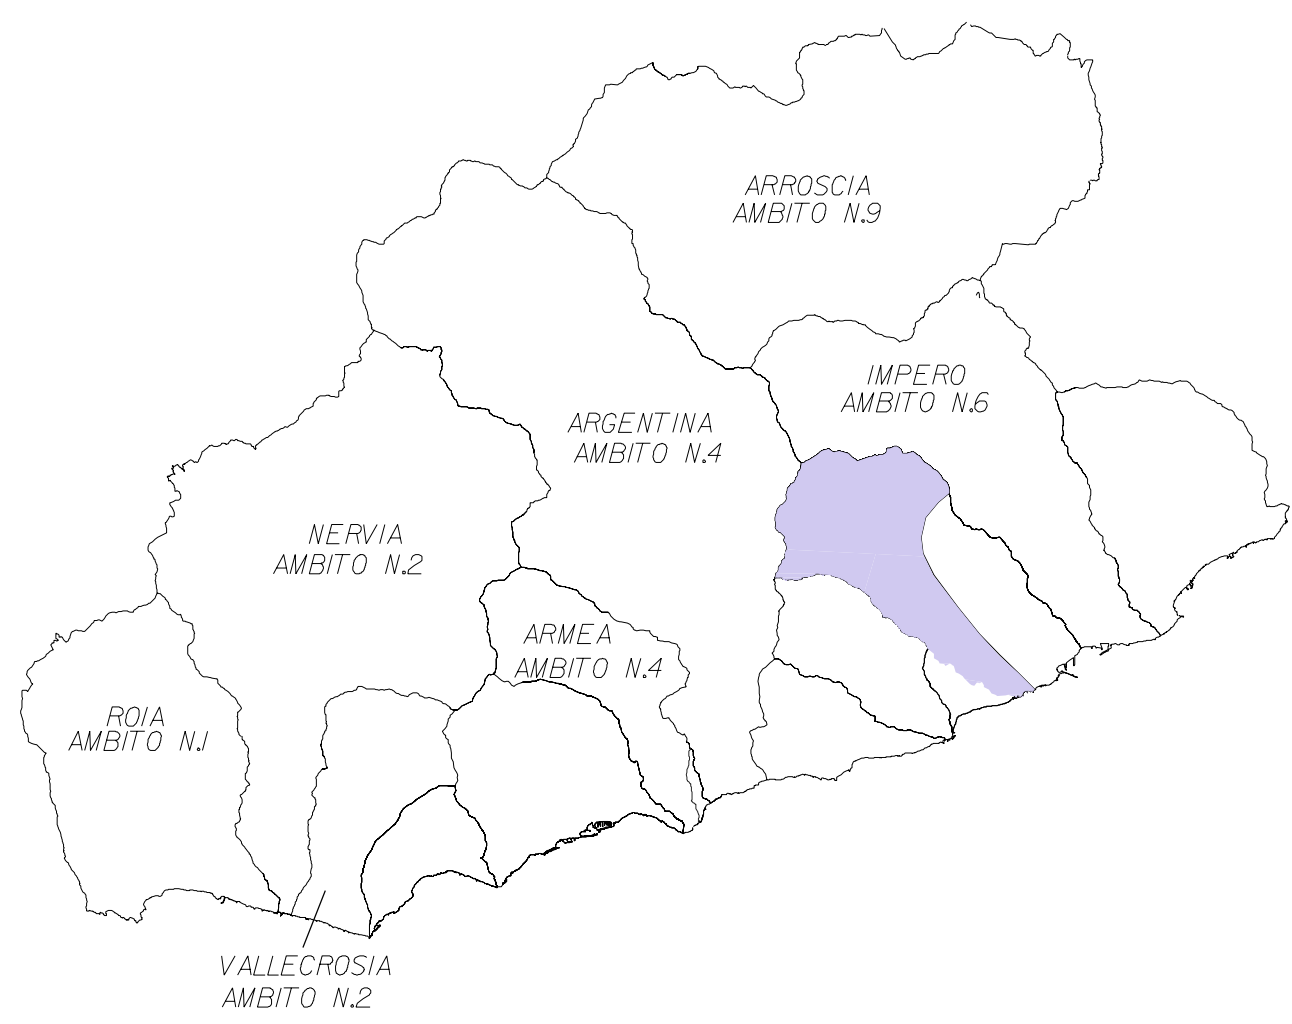 ARROSCIA
AMBITO N.9
IMPERO
AMBITO N.6
ARGENTINA
AMBITO N.4
NERVIA
AMBITO N.2
ARMEA
AMBITO N.4
ROIA
AMBITO N.1
VALLECROSIA
AMBITO N.2